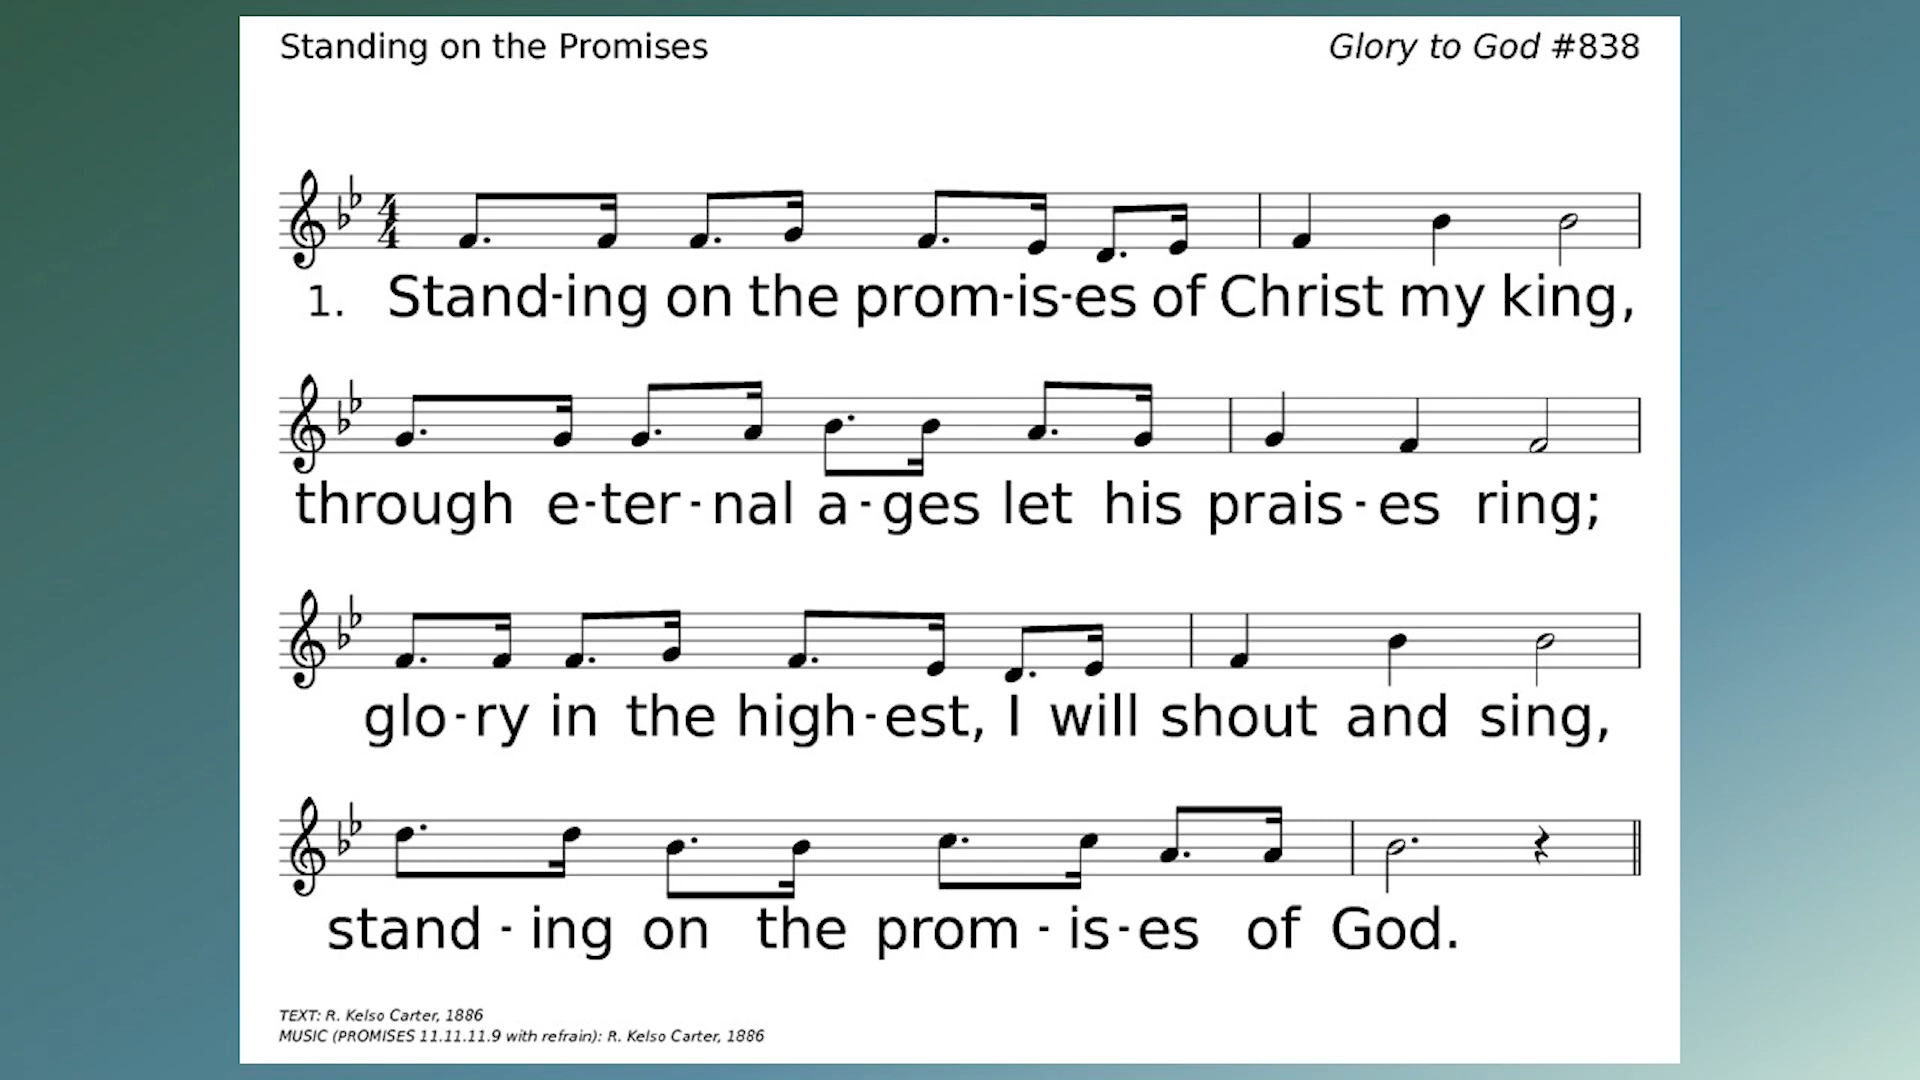 Standing on the Promises
Glory to God #838
4
4
1. Stand-ing on the prom-is-es of Christ my king,
through e-ter-nal a-ges let his prais-es ring;
glo-ry in the high-est, I will shout and sing,
stand-ing on the prom-is-es of God.
TEXT: R. Kelso Carter, 1886
MUSIC (PROMISES 11.11.11.9 with refrain): R. Kelso Carter, 1886